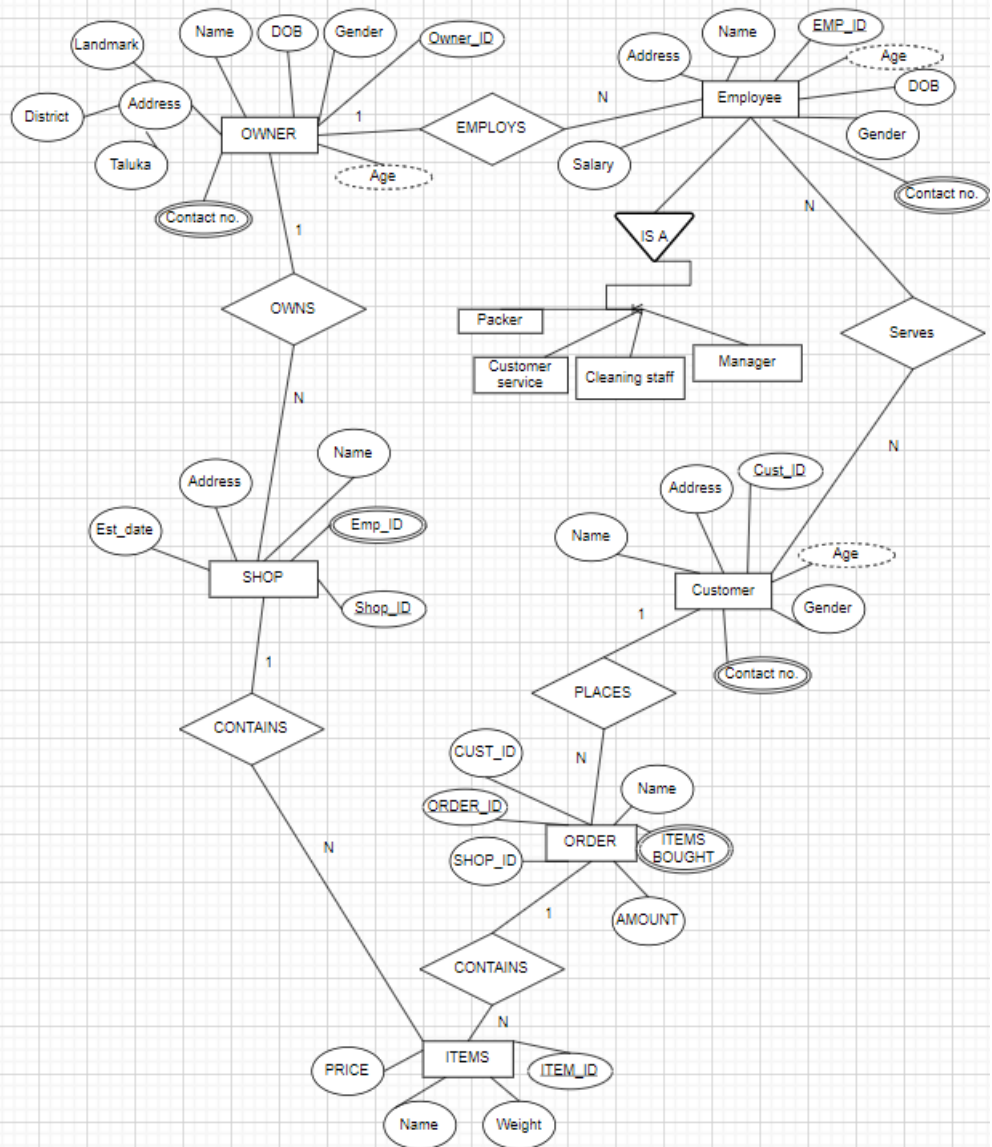 Name
DOB
Gender
Owner_ID
Landmark
District
Address
Taluka
OWNER
Contact no.
Age
1
EMPLOYS
N
Name
EMP_ID
Address
Age
Employee
DOB
Gender
Salary
Contact no.
IS A
N
1
OWNS
Packer
Customer
service
Cleaning staff
Manager
Serves
N
N
Name
Address
Est_date
Emp_ID
SHOP
Shop_ID
Cust_ID
Address
Name
Age
Customer
Gender
Contact no.
1
1
CONTAINS
PLACES
N
CUST_ID
Name
ORDER_ID
ORDER
ITEMS
BOUGHT
SHOP_ID
AMOUNT
N
1
CONTAINS
N
PRICE
ITEMS
ITEM_ID
Name
Weight